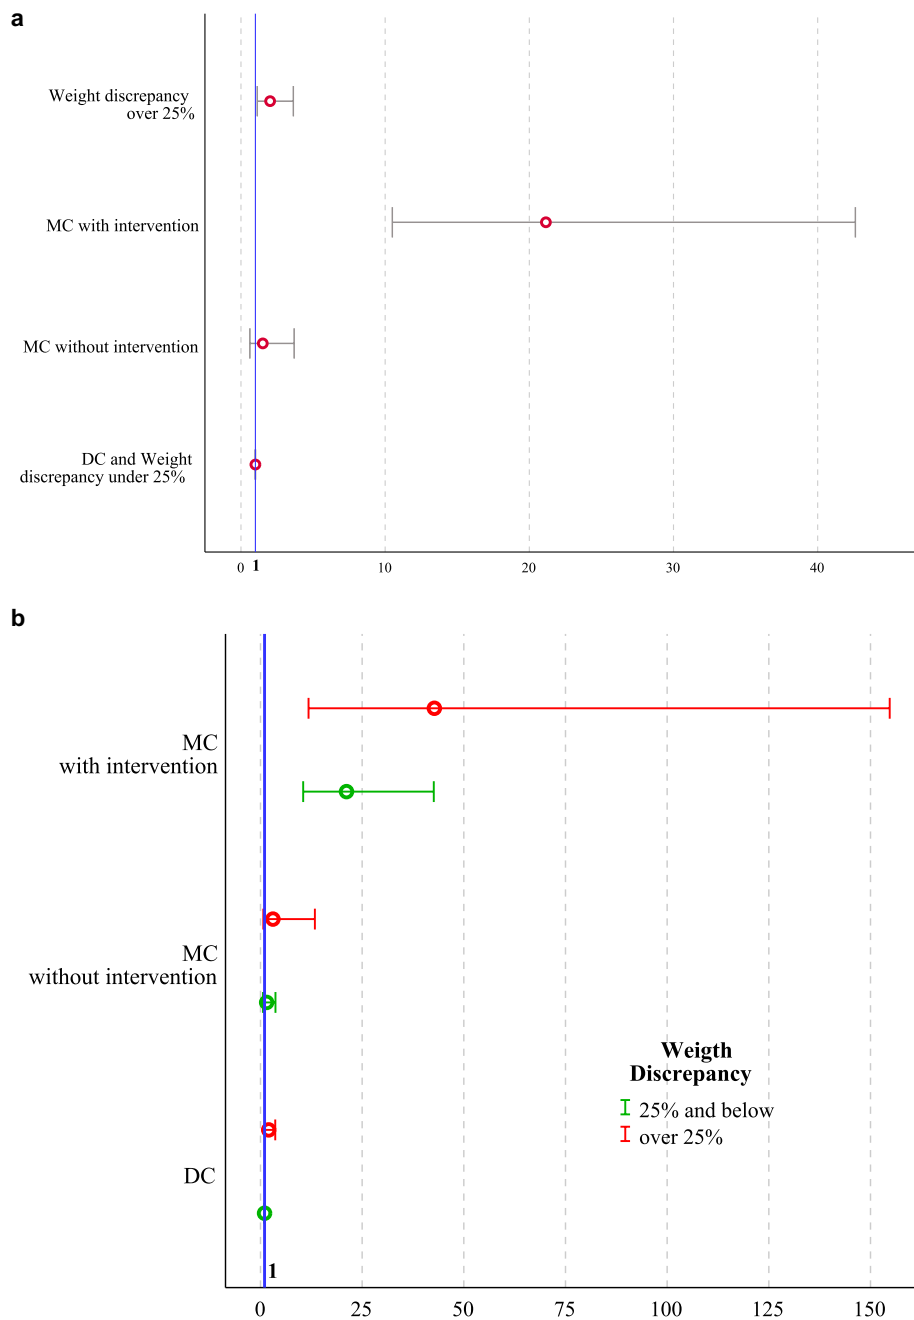 a
Weight discrepancy
over 25%
MC with intervention
MC without intervention
DC and Weight
discrepancy under 25%
0 1 10 20 30 40
b
MC
with intervention
MC
without intervention
Weigth
Discrepancy
25% and below
over 25%
DC
1
0 25 50 75 100 125 150